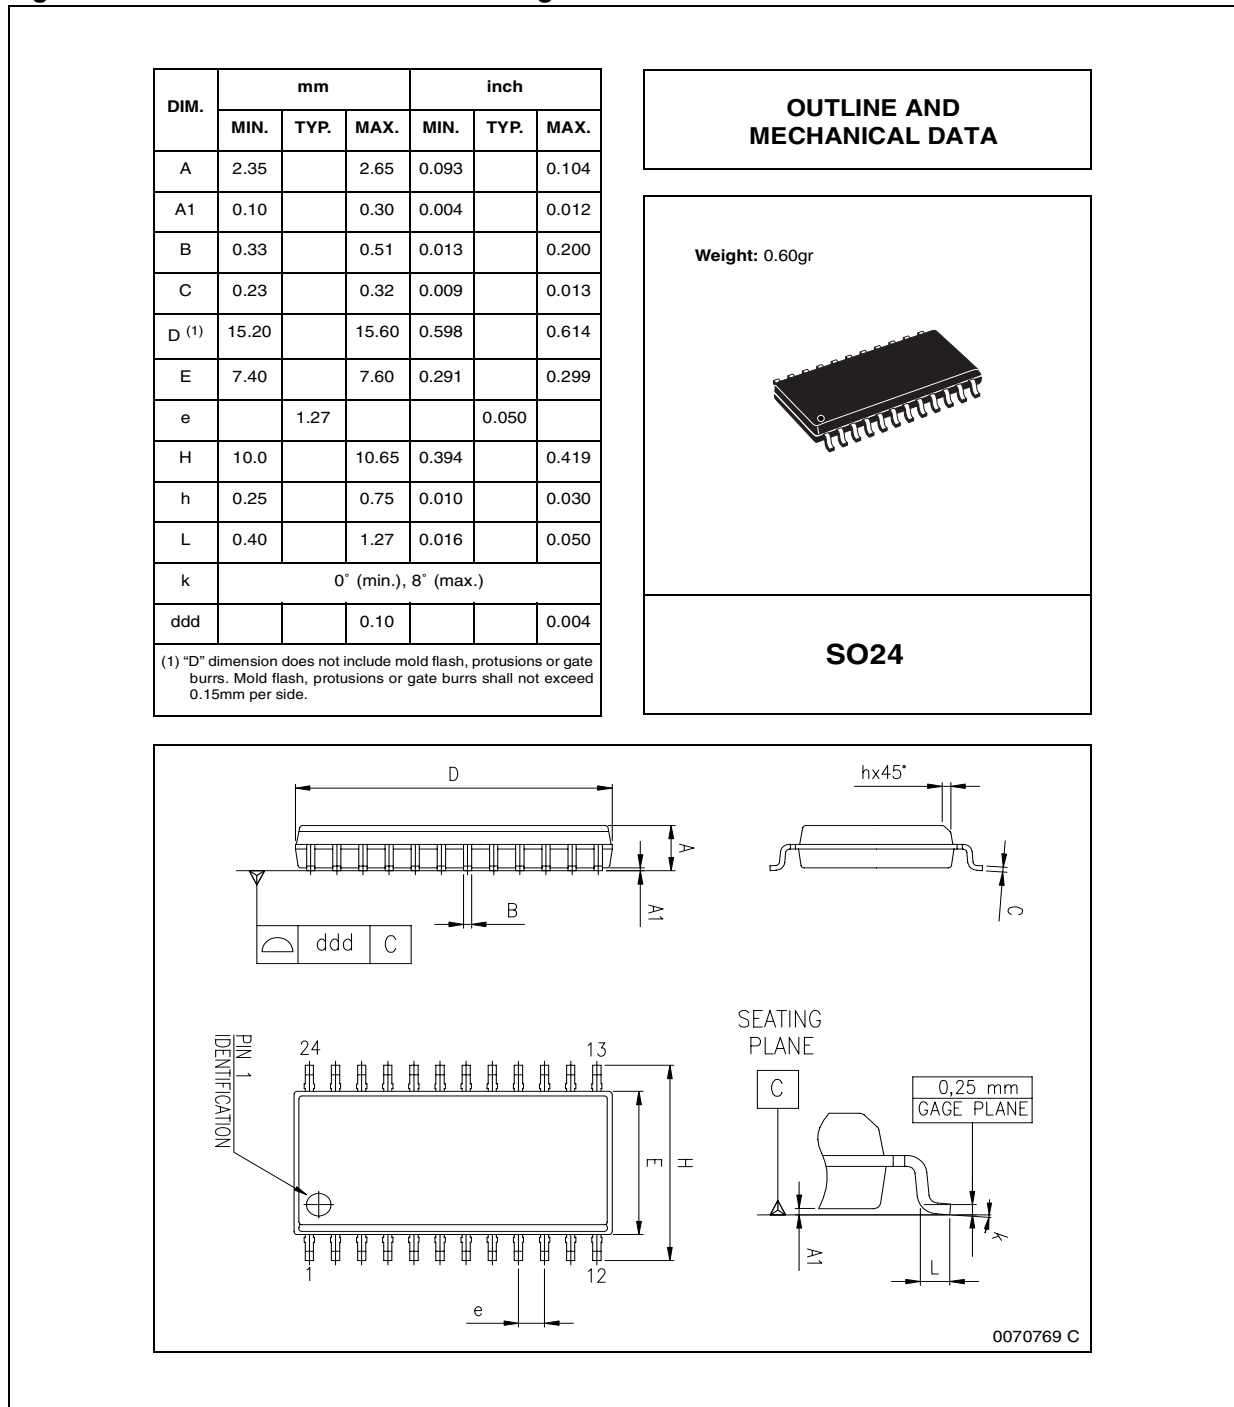 DIM. mm inch
MIN. TYP. MAX. MIN. TYP. MAX.
A 2.35 2.65 0.093 0.104
A1 0.10 0.30 0.004 0.012
B 0.33 0.51 0.013 0.200
C 0.23 0.32 0.009 0.013
D (1) 15.20 15.60 0.598 0.614
E 7.40 7.60 0.291 0.299
e 1.27 0.050
H 10.0 10.65 0.394 0.419
h 0.25 0.75 0.010 0.030
L 0.40 1.27 0.016 0.050
k 0˚ (min.), 8˚ (max.)
ddd 0.10 0.004
(1) “D” dimension does not include mold flash, protusions or gate
burrs. Mold flash, protusions or gate burrs shall not exceed
0.15mm per side.
OUTLINE AND
MECHANICAL DATA
Weight: 0.60gr
SO24
D
hx45°
A
A1
B
C
ddd C
PIN 1
IDENTIFICATION
24
13
E
H
1
12
e
SEATING
PLANE
C
0,25 mm
GAGE PLANE
A1
L
k
0070769 C